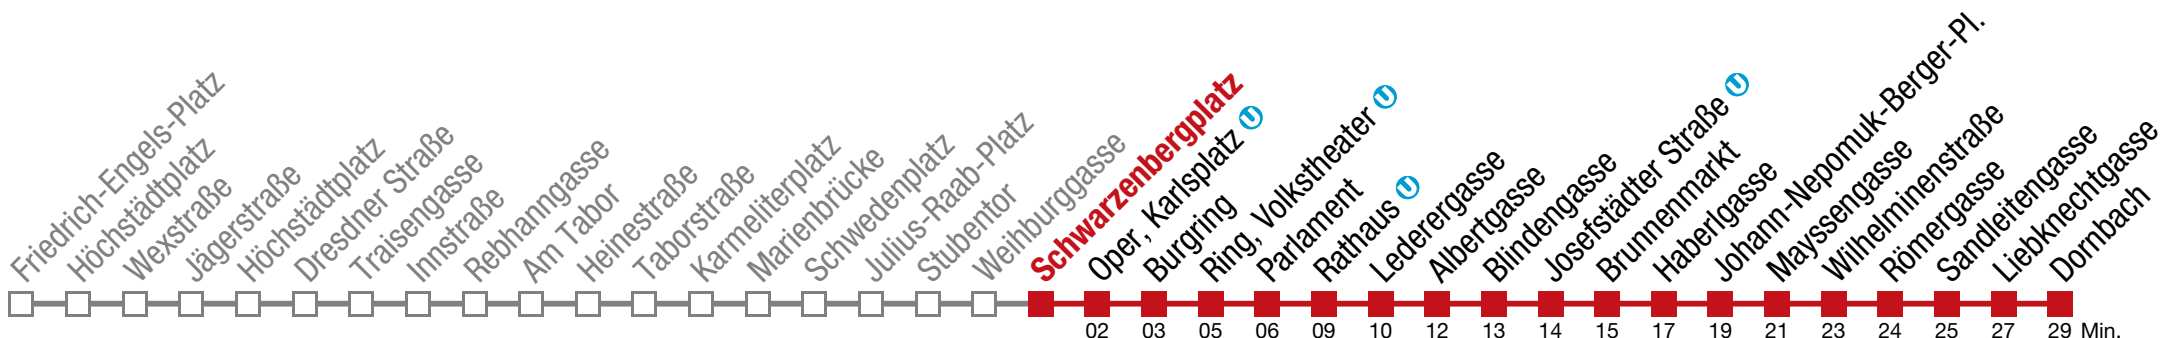 Friedrich-Engels-Platz
Höchstädtplatz
Wexstraße
Jägerstraße
Höchstädtplatz
Dresdner Straße
Traisengasse
Innstraße
Rebhanngasse
Am Tabor
Heinestraße
Taborstraße
Karmeliterplatz
Marienbrücke
Schwedenplatz
Julius-Raab-Platz
Stubentor
Weihburggasse
Schwarzenbergplatz
Oper, Karlsplatz U
Burgring
Ring, Volkstheater U
Parlament
Rathaus U
Lederergasse
Albertgasse
Blindengasse
Josefstädter Straße U
Brunnenmarkt
Haberlgasse
Johann-Nepomuk-Berger-Pl.
Mayssengasse
Wilhelminenstraße
Römergasse
Sandleitengasse
Liebknechtgasse
Dornbach
02 03 05 06 09 10 12 13 14 15 17 19 21 23 24 25 27 29 Min.